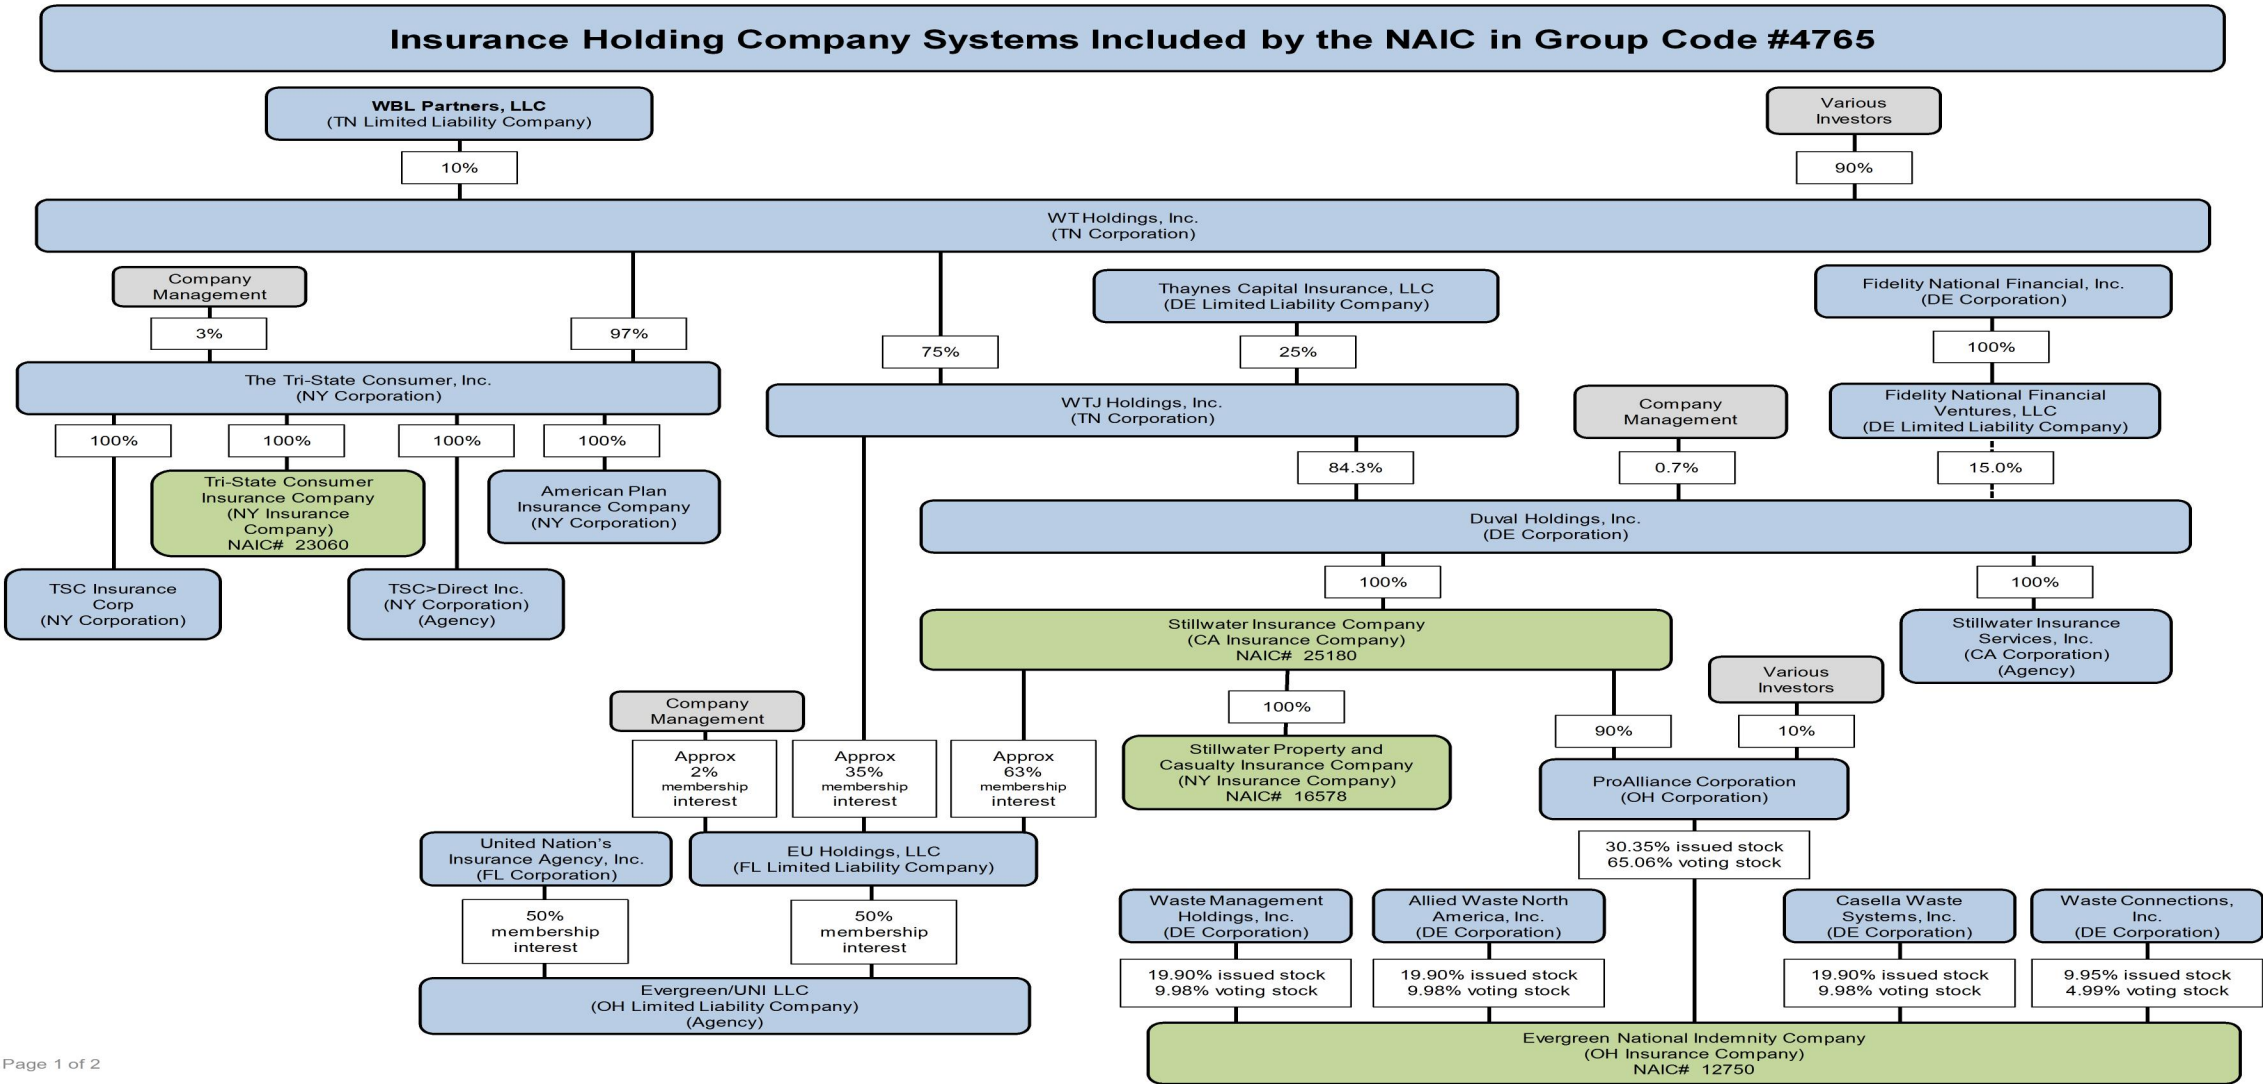 Insurance Holding Company Systems Included by the NAIC in Group Code #4765
WBL Partners, LLC
(TN Limited Liability Company)
Various
Investors
10%
90%
WT Holdings, Inc.
(TN Corporation)
Company
Management
Thaynes Capital Insurance, LLC
(DE Limited Liability Company)
Fidelity National Financial, Inc.
(DE Corporation)
3%
97%
75%
25%
100%
The Tri-State Consumer, Inc.
(NY Corporation)
WTJ Holdings, Inc.
(TN Corporation)
Company
Management
Fidelity National Financial
Ventures, LLC
(DE Limited Liability Company)
100%
100%
100%
100%
84.3%
0.7%
15.0%
Tri-State Consumer
Insurance Company
(NY Insurance
Company)
NAIC# 23060
American Plan
Insurance Company
(NY Corporation)
Duval Holdings, Inc.
(DE Corporation)
TSC Insurance
Corp
(NY Corporation)
TSC>Direct Inc.
(NY Corporation)
(Agency)
100%
100%
Stillwater Insurance Company
(CA Insurance Company)
NAIC# 25180
Stillwater Insurance
Services, Inc.
(CA Corporation)
(Agency)
Company
Management
Various
Investors
100%
90%
10%
Approx
2%
membership
interest
Approx
35%
membership
interest
Approx
63%
membership
interest
Stillwater Property and
Casualty Insurance Company
(NY Insurance Company)
NAIC# 16578
ProAlliance Corporation
(OH Corporation)
United Nation’s
Insurance Agency, Inc.
(FL Corporation)
EU Holdings, LLC
(FL Limited Liability Company)
30.35% issued stock
65.06% voting stock
50%
membership
interest
50%
membership
interest
Waste Management
Holdings, Inc.
(DE Corporation)
Allied Waste North
America, Inc.
(DE Corporation)
Casella Waste
Systems, Inc.
(DE Corporation)
Waste Connections,
Inc.
(DE Corporation)
19.90% issued stock
9.98% voting stock
19.90% issued stock
9.98% voting stock
19.90% issued stock
9.98% voting stock
9.95% issued stock
4.99% voting stock
Evergreen/UNI LLC
(OH Limited Liability Company)
(Agency)
Evergreen National Indemnity Company
(OH Insurance Company)
NAIC# 12750
Page 1 of 2